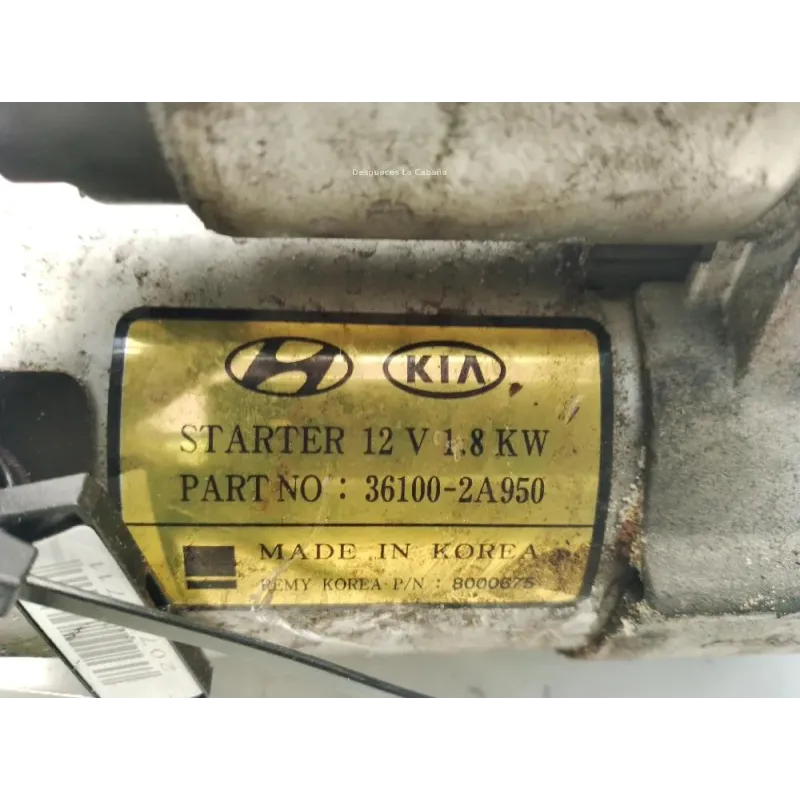 Desguaces La Cabaña
KIA
STARTER 12 V 1.8 KW
PART NO : 36100-2A950
MADE IN KOREA
REMY KOREA P/N : 8000675